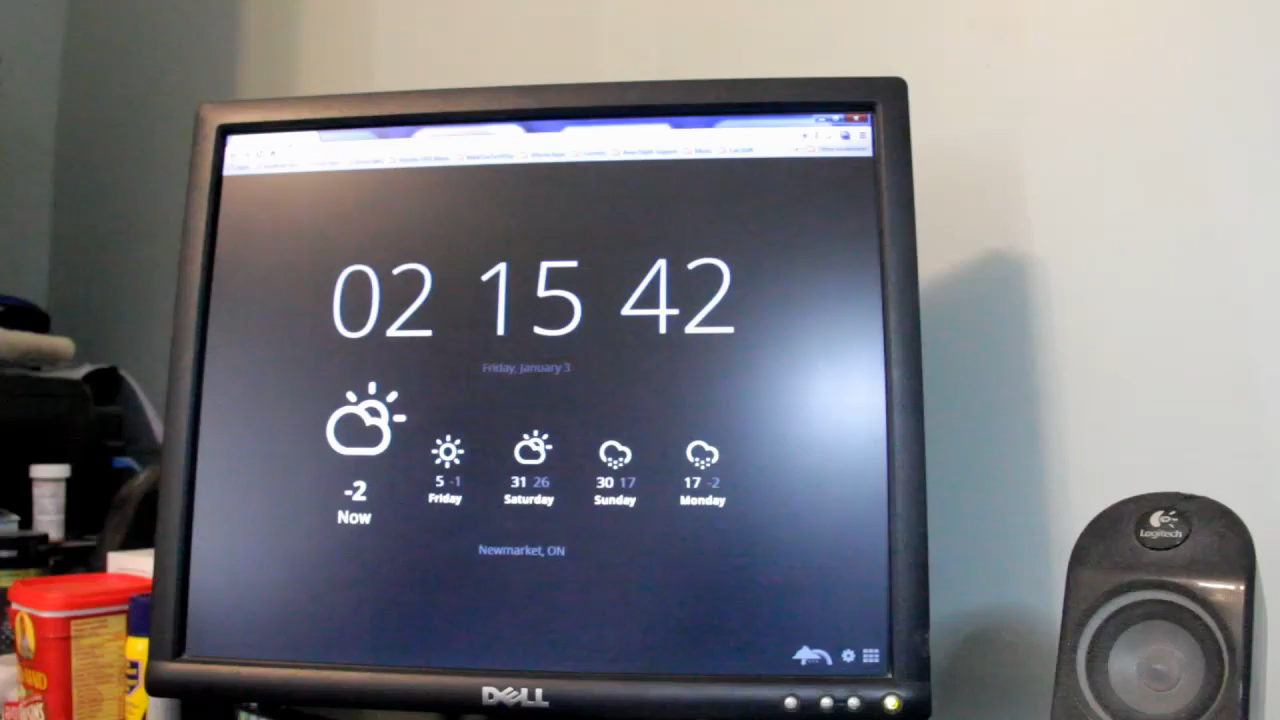 02 15 42
Friday, January 3
-2
Now
5 -1
Friday
31 26
Saturday
30 17
Sunday
17 -2
Monday
Newmarket, ON
DELL
Logitech